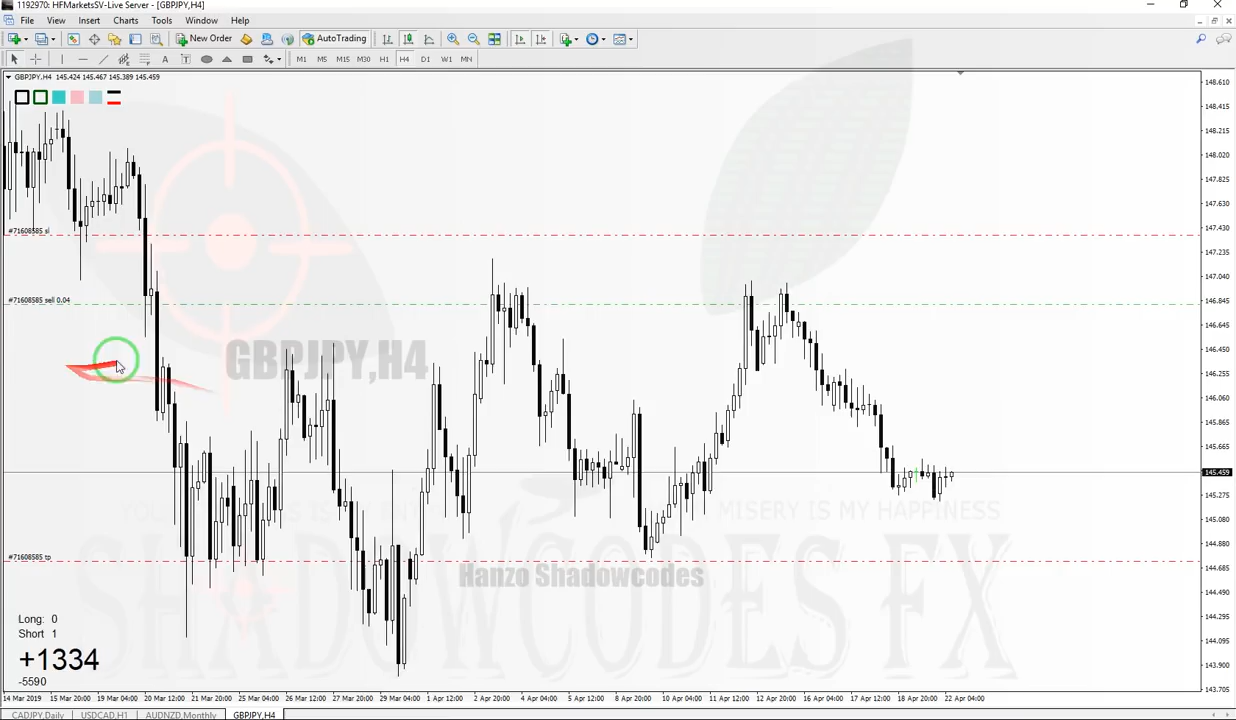 1192970: HFMarketsSV-Live Server - [GBPJPY,H4]
File View Insert Charts Tools Window Help
New Order AutoTrading
M1 M5 M15 M30 H1 H4 D1 W1 MN
GBPJPY,H4 145.424 145.467 145.389 145.459
148.610
148.415
148.215
148.020
147.825
147.630
#71608585 sl
147.430
147.235
147.040
#71608585 sell 0.04
146.845
146.645
GBPJPY,H4
146.450
146.255
146.060
145.865
145.665
145.459
145.275
MISERY IS MY HAPPINESS
145.080
144.880
#71608585 tp
144.685
Hanzo Shadowcodes
SHADOWCODES FX
144.490
144.295
Long: 0
Short 1
144.095
+1334
143.900
-5590
143.705
14 Mar 2019 15 Mar 20:00 19 Mar 04:00 20 Mar 12:00 21 Mar 20:00 25 Mar 04:00 26 Mar 12:00 27 Mar 20:00 29 Mar 04:00 1 Apr 12:00 2 Apr 20:00 4 Apr 04:00 5 Apr 12:00 8 Apr 20:00 10 Apr 04:00 11 Apr 12:00 12 Apr 20:00 16 Apr 04:00 17 Apr 12:00 18 Apr 20:00 22 Apr 04:00
CADJPY,Daily USDCAD,H1 AUDNZD,Monthly GBPJPY,H4